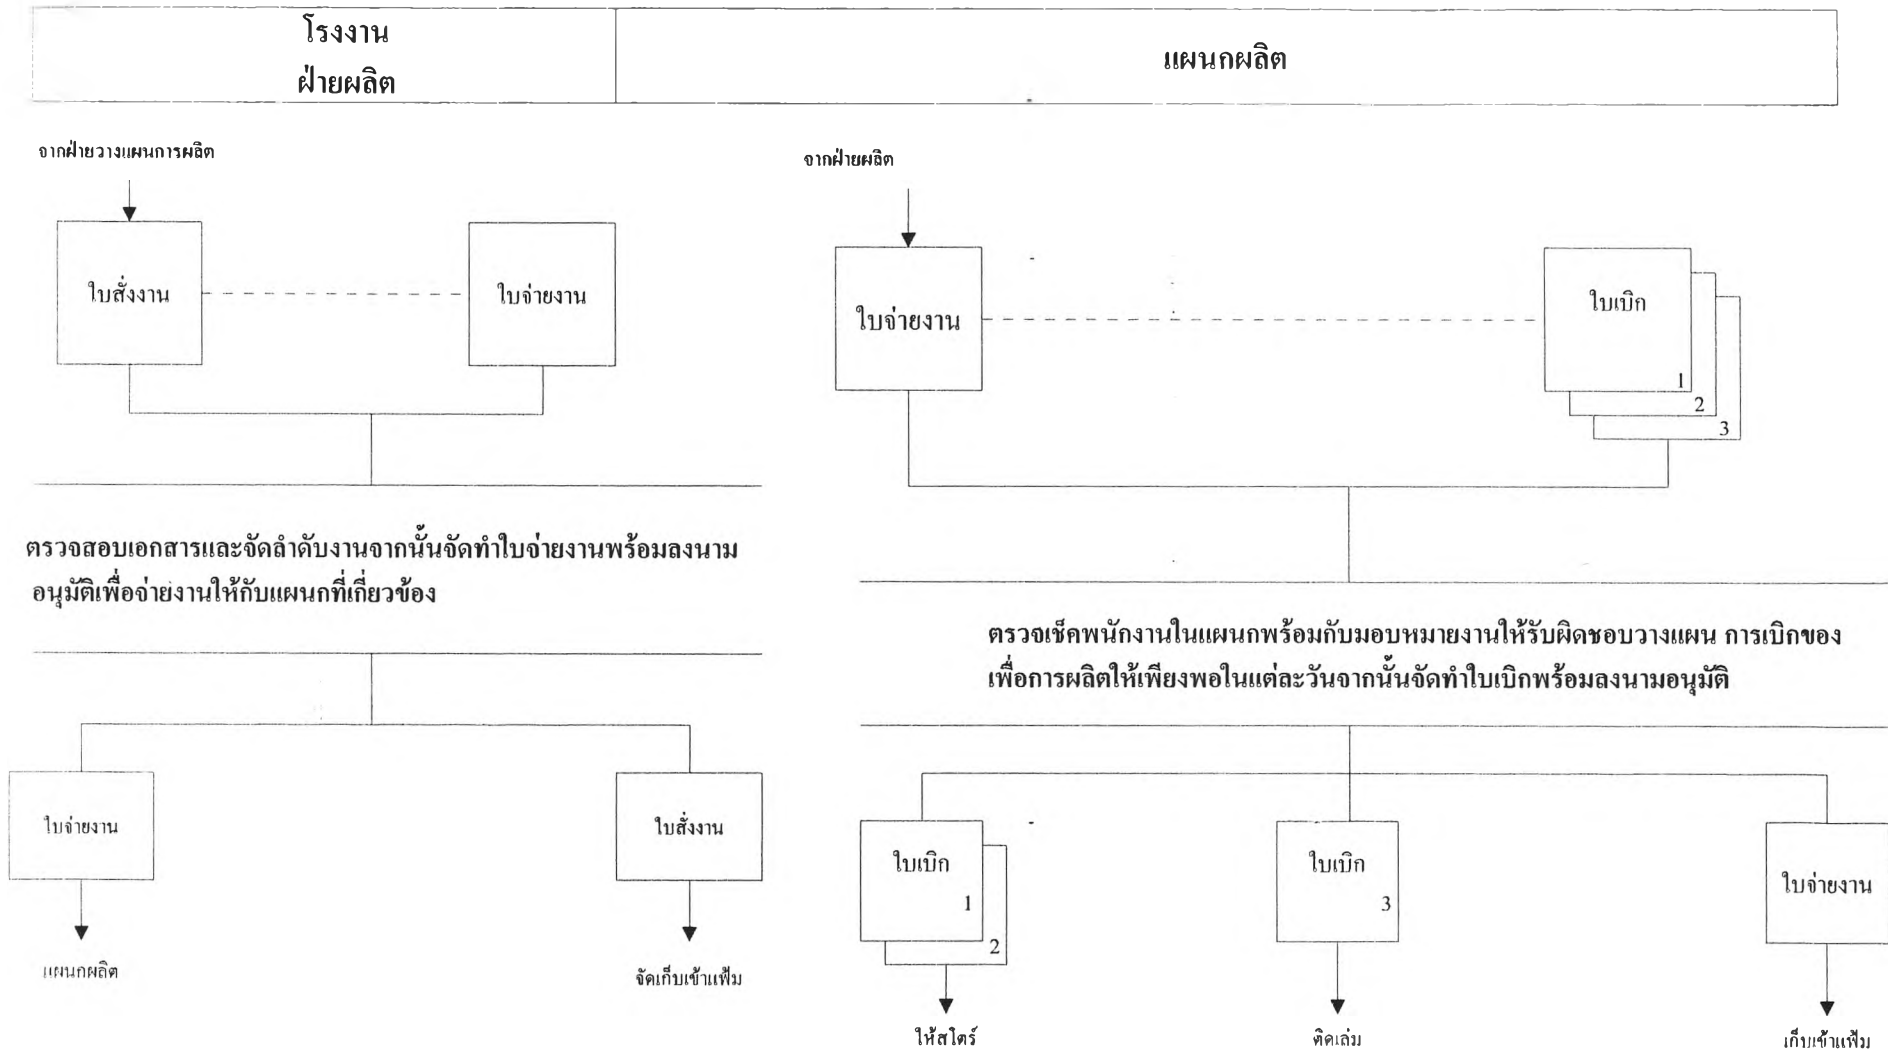 โรงงาน
ฝ่ายผลิต
แผนกผลิต
จากฝ่ายวางแผนการผลิต
ใบสั่งงาน
ใบจ่ายงาน
ตรวจสอบเอกสารและจัดลำดับงานจากนั้นจัดทำใบจ่ายงานพร้อมลงนาม
อนุมัติเพื่อจ่ายงานให้กับแผนกที่เกี่ยวข้อง
ใบจ่ายงาน
ใบสั่งงาน
แผนกผลิต
จัดเก็บเข้าแฟ้ม
จากฝ่ายผลิต
ใบจ่ายงาน
ใบเบิก
1
2
3
ตรวจเช็คพนักงานในแผนกพร้อมกับมอบหมายงานให้รับผิดชอบวางแผน การเบิกของ
เพื่อการผลิตให้เพียงพอในแต่ละวันจากนั้นจัดทำใบเบิกพร้อมลงนามอนุมัติ
ใบเบิก
1
2
ใบเบิก
3
ใบจ่ายงาน
ให้สโตร์
ติดเล่ม
เก็บเข้าแฟ้ม